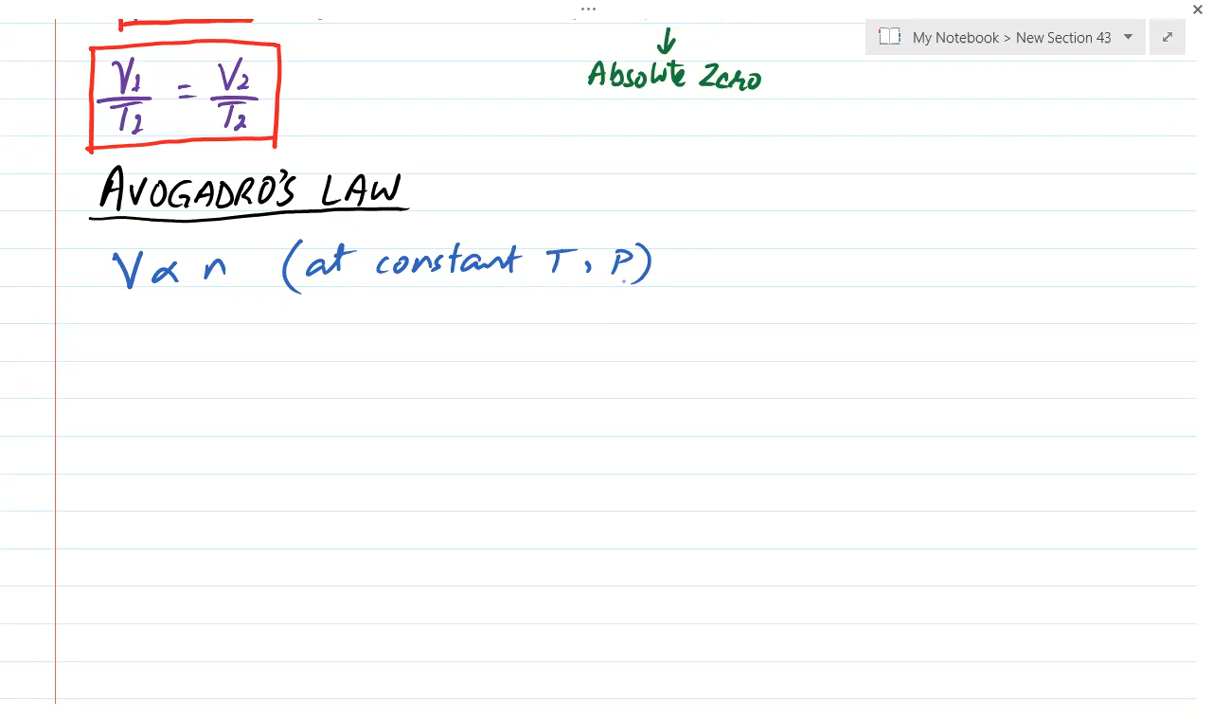 ...
My Notebook > New Section 43
Absolute Zero
V1/T2 = V2/T2
AVOGADRO'S LAW
V ∝ n (at constant T, P)